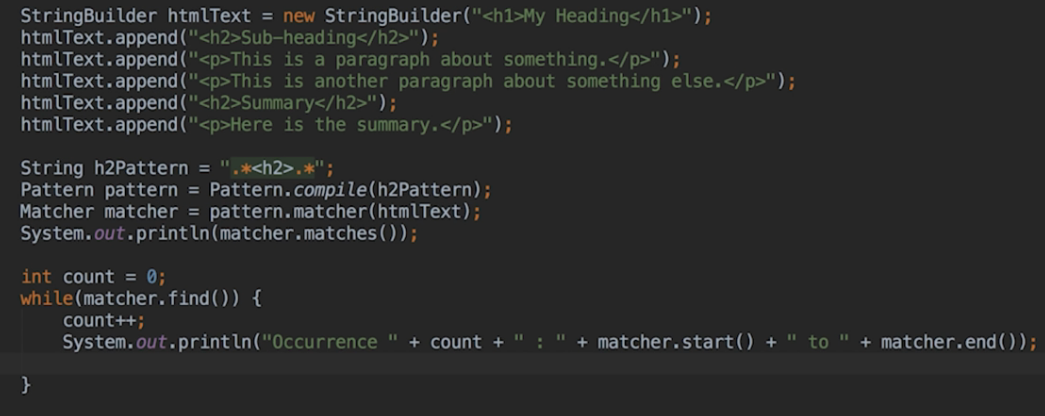 StringBuilder htmlText = new StringBuilder("<h1>My Heading</h1>");
htmlText.append("<h2>Sub-heading</h2>");
htmlText.append("<p>This is a paragraph about something.</p>");
htmlText.append("<p>This is another paragraph about something else.</p>");
htmlText.append("<h2>Summary</h2>");
htmlText.append("<p>Here is the summary.</p>");
String h2Pattern = ".*<h2>.*";
Pattern pattern = Pattern.compile(h2Pattern);
Matcher matcher = pattern.matcher(htmlText);
System.out.println(matcher.matches());
int count = 0;
while(matcher.find()) {
count++;
System.out.println("Occurrence " + count + " : " + matcher.start() + " to " + matcher.end());
}